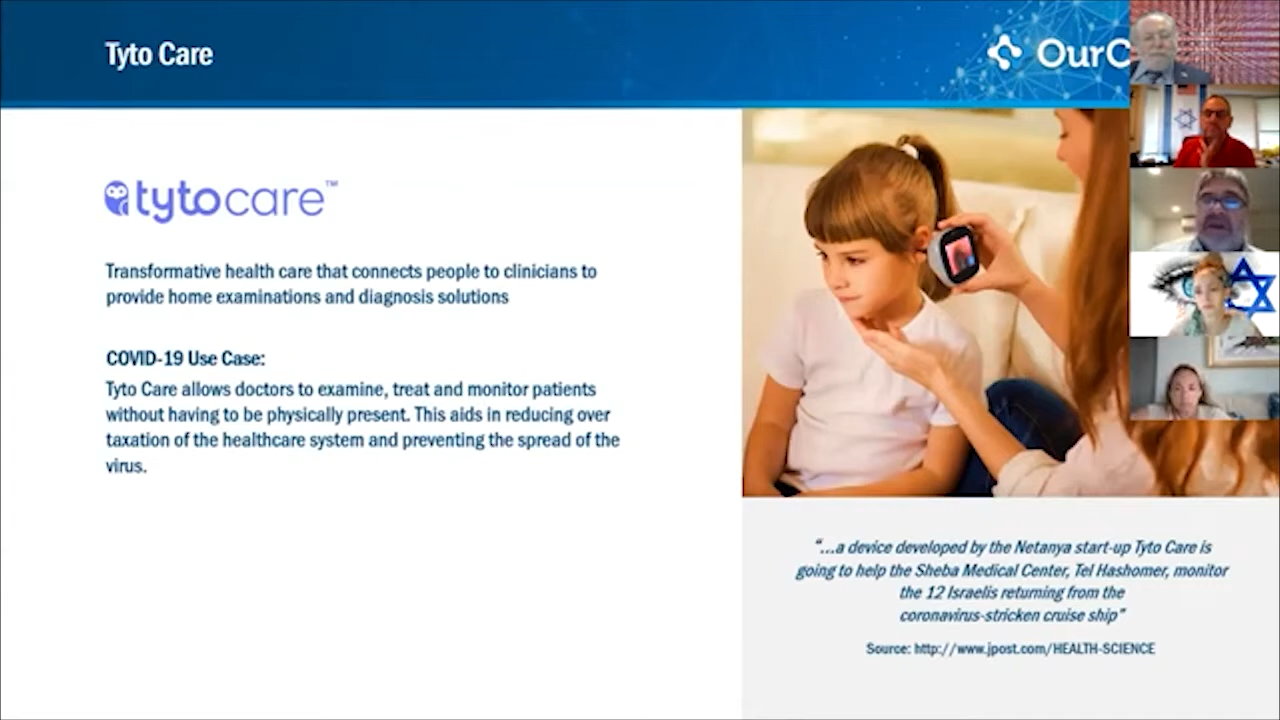 Tyto Care
OurC
tytocare™
Transformative health care that connects people to clinicians to
provide home examinations and diagnosis solutions
COVID-19 Use Case:
Tyto Care allows doctors to examine, treat and monitor patients
without having to be physically present. This aids in reducing over
taxation of the healthcare system and preventing the spread of the
virus.
“...a device developed by the Netanya start-up Tyto Care is
going to help the Sheba Medical Center, Tel Hashomer, monitor
the 12 Israelis returning from the
coronavirus-stricken cruise ship”
Source: http://www.jpost.com/HEALTH-SCIENCE